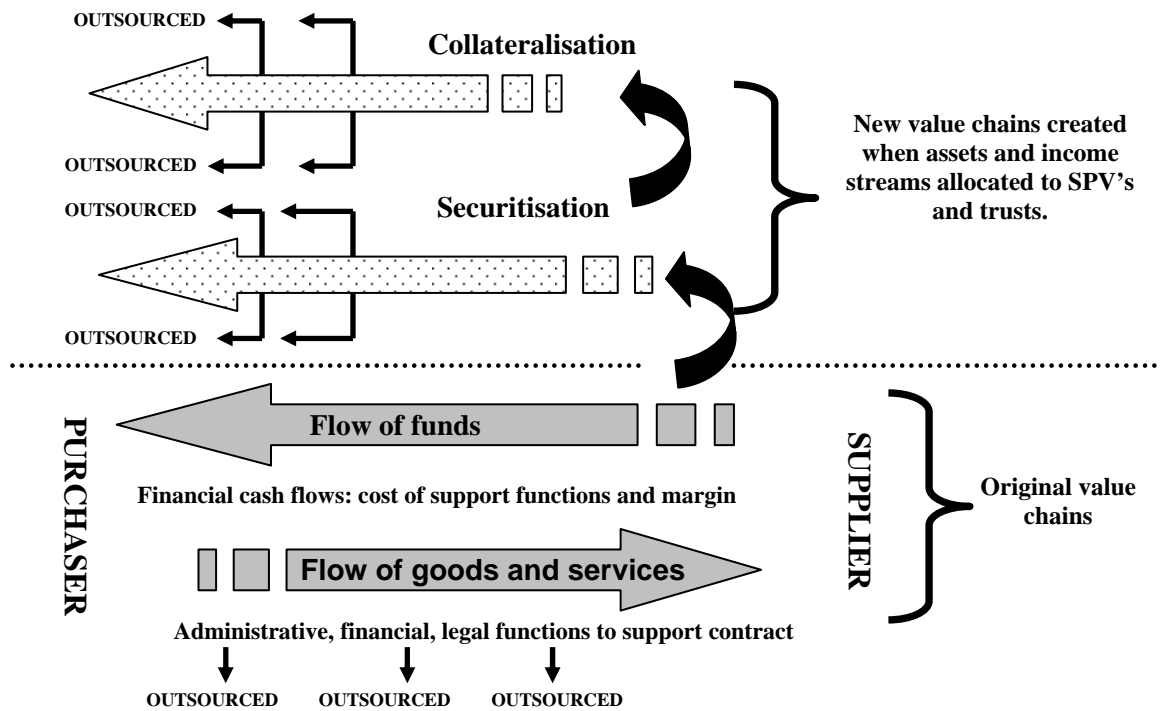 OUTSOURCED
Collateralisation
OUTSOURCED
New value chains created
when assets and income
streams allocated to SPV's
and trusts.
OUTSOURCED
Securitisation
OUTSOURCED
PURCHASER
Flow of funds
SUPPLIER
Financial cash flows: cost of support functions and margin
Original value
chains
Flow of goods and services
Administrative, financial, legal functions to support contract
OUTSOURCED
OUTSOURCED
OUTSOURCED